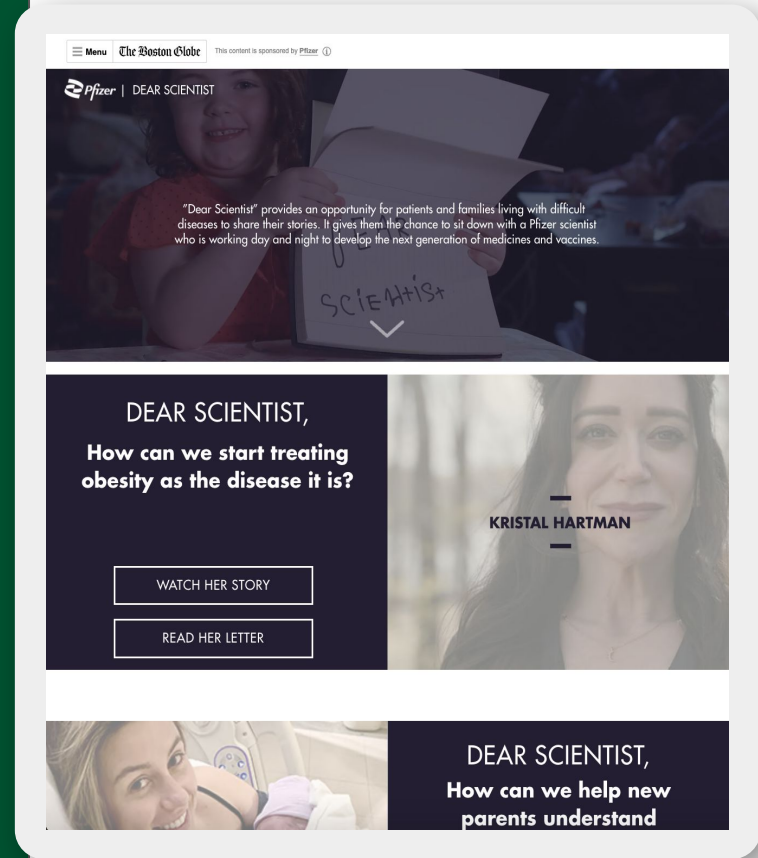 Menu The Boston Globe This content is sponsored by Pfizer
Pfizer | DEAR SCIENTIST
"Dear Scientist" provides an opportunity for patients and families living with difficult
diseases to share their stories. It gives them the chance to sit down with a Pfizer scientist
who is working day and night to develop the next generation of medicines and vaccines.
DEAR
SCiENtiSt
DEAR SCIENTIST,
How can we start treating
obesity as the disease it is?
WATCH HER STORY
READ HER LETTER
KRISTAL HARTMAN
DEAR SCIENTIST,
How can we help new
parents understand